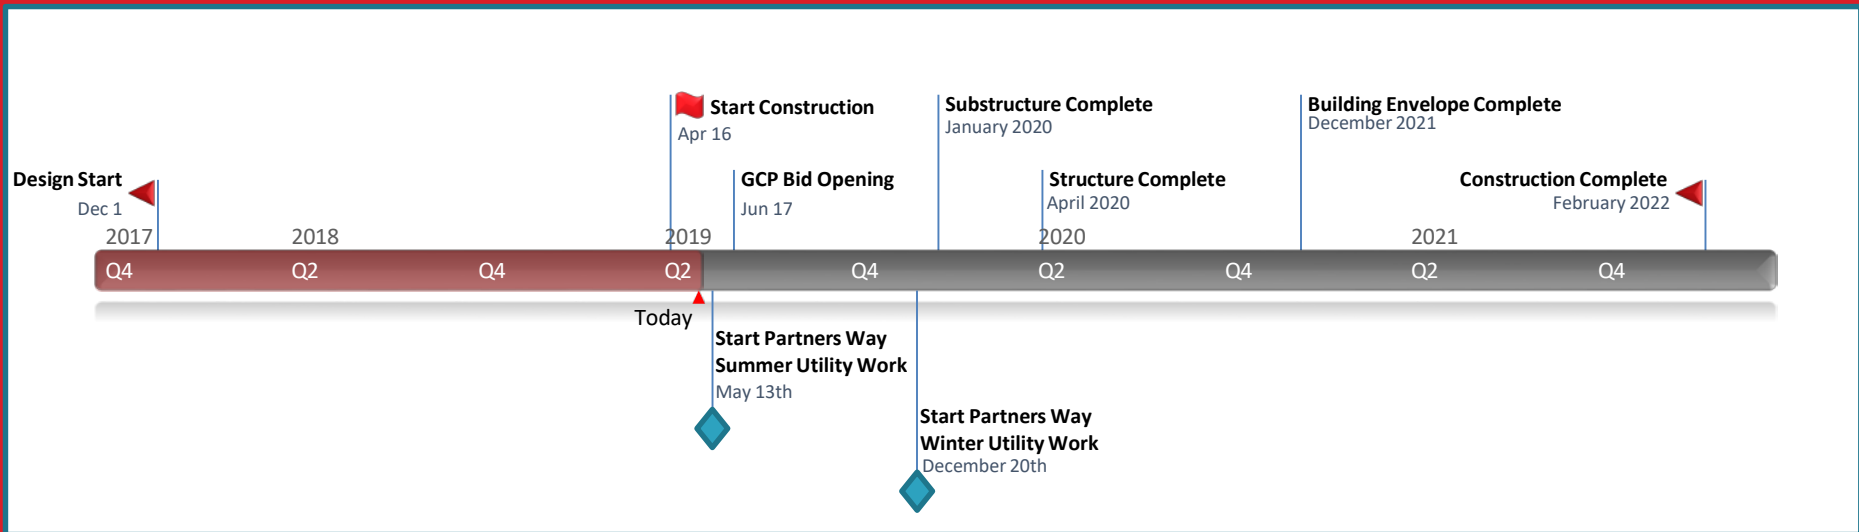 Start Construction
Apr 16
Substructure Complete
January 2020
Building Envelope Complete
December 2021
Design Start
Dec 1
GCP Bid Opening
Jun 17
Structure Complete
April 2020
Construction Complete
February 2022
2017 2018 2019 2020 2021
Q4 Q2 Q4 Q2 Q4 Q2 Q4 Q2 Q4
Today
Start Partners Way
Summer Utility Work
May 13th
Start Partners Way
Winter Utility Work
December 20th